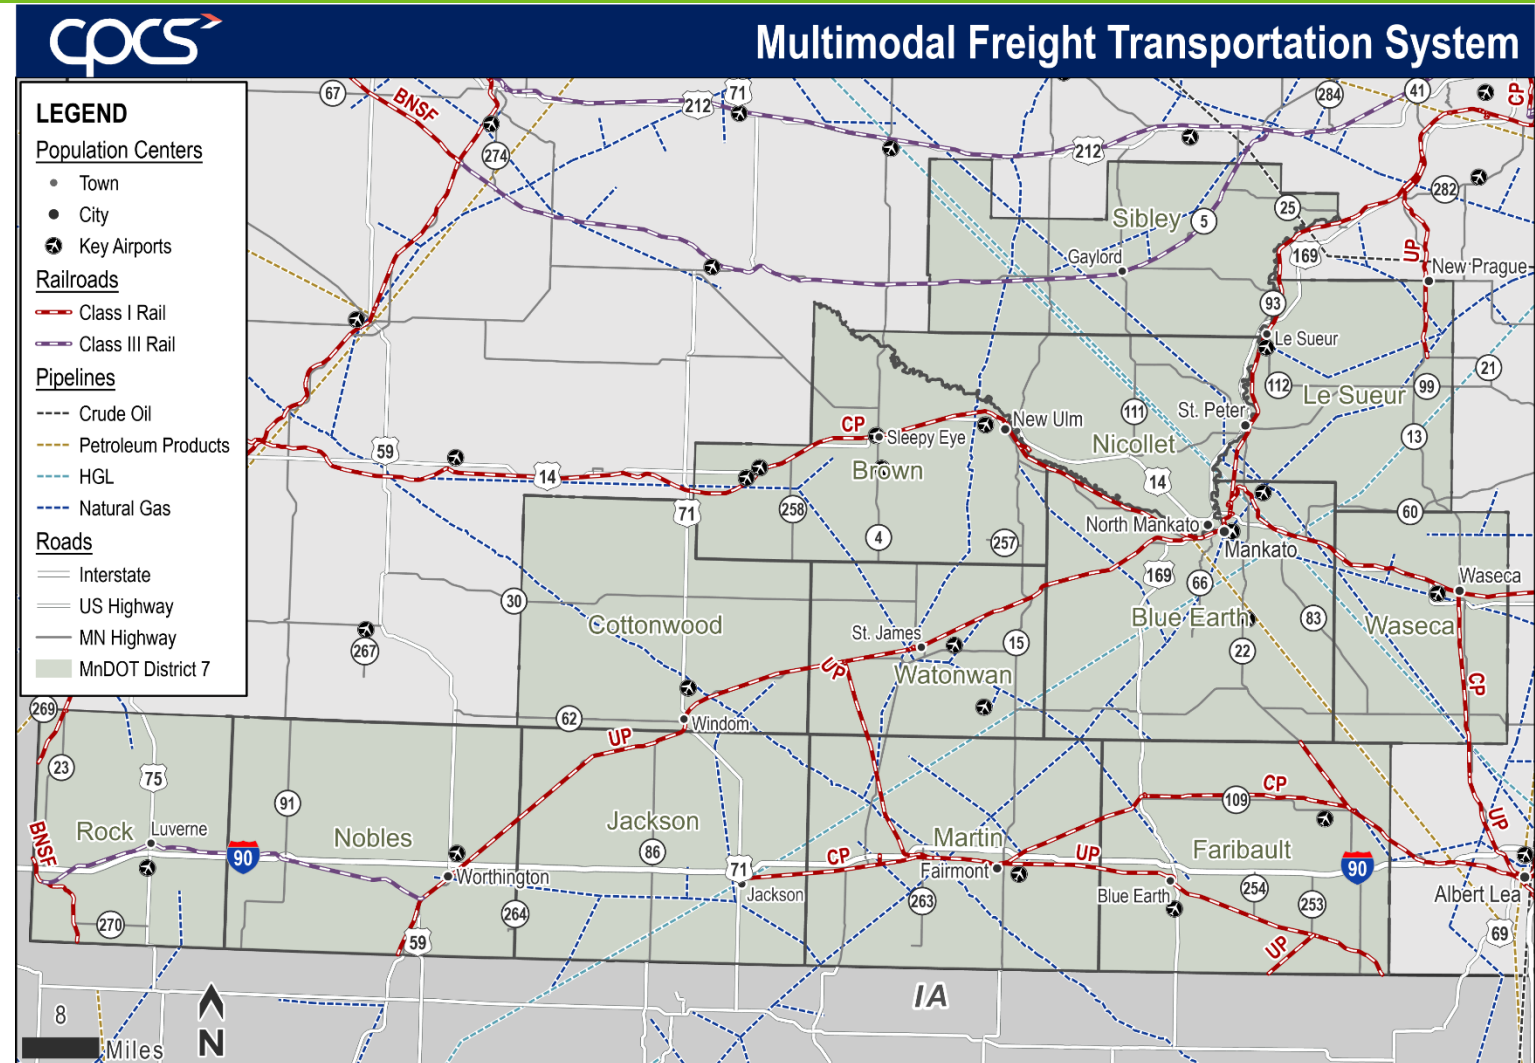 cpcs
Multimodal Freight Transportation System
LEGEND
Population Centers
Town
City
Key Airports
Railroads
Class I Rail
Class III Rail
Pipelines
Crude Oil
Petroleum Products
HGL
Natural Gas
Roads
Interstate
US Highway
MN Highway
MnDOT District 7
67
BNSF
274
212
71
212
284
41
CP
282
25
Sibley
5
169
UP
Gaylord
New Prague
93
Le Sueur
21
112
Le Sueur
99
111
St. Peter
CP
New Ulm
Sleepy Eye
Nicollet
13
59
14
Brown
14
71
258
4
257
North Mankato
Mankato
60
169
66
Waseca
30
Cottonwood
Blue Earth
83
Waseca
267
St. James
15
22
UP
Watonwan
CP
269
62
Windom
UP
23
75
91
109
CP
UP
BNSF
Rock
Luverne
90
Nobles
Jackson
86
Martin
CP
UP
Faribault
90
Worthington
71
Jackson
Fairmont
Blue Earth
254
253
Albert Lea
270
264
263
59
69
UP
IA
8
Miles
N